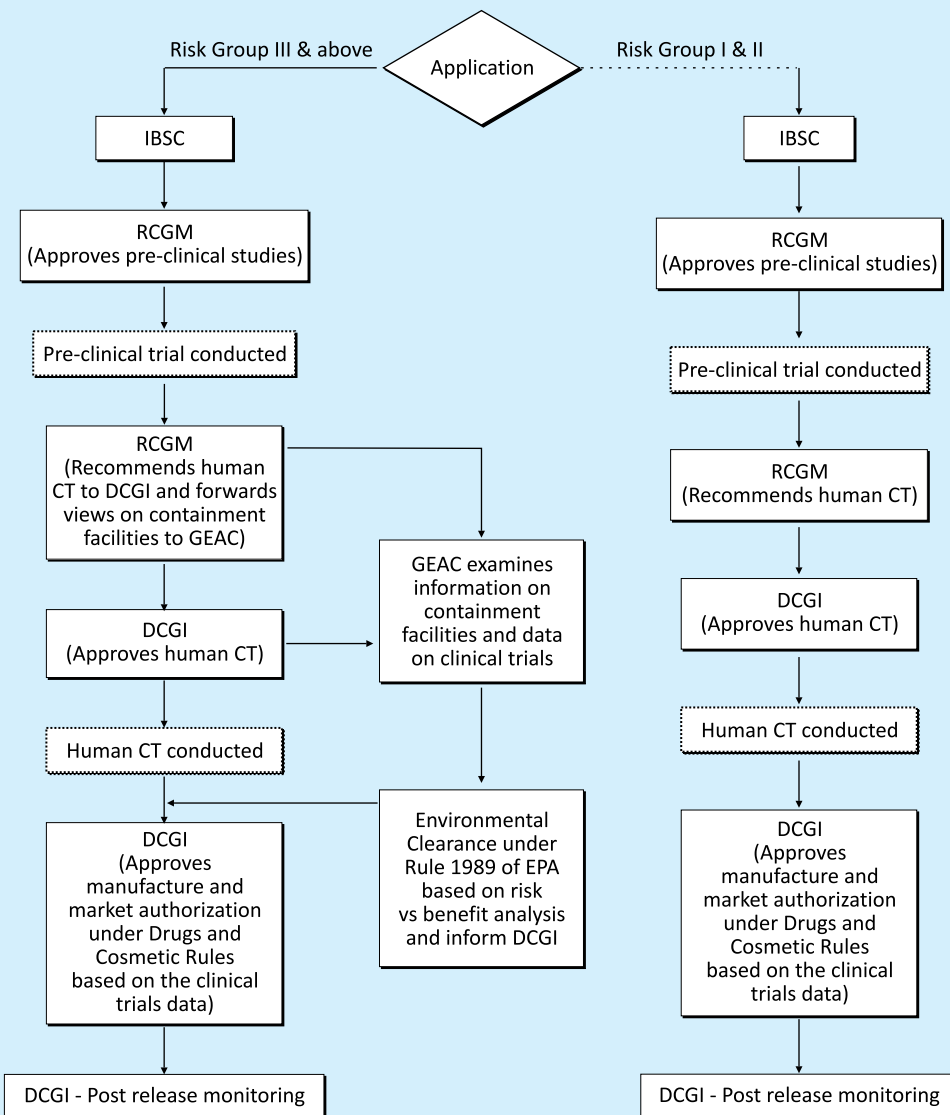 Risk Group III & above
Application
Risk Group I & II
IBSC
RCGM
(Approves pre-clinical studies)
Pre-clinical trial conducted
RCGM
(Recommends human
CT to DCGI and forwards
views on containment
facilities to GEAC)
DCGI
(Approves human CT)
Human CT conducted
DCGI
(Approves
manufacture and
market authorization
under Drugs and
Cosmetic Rules
based on the clinical
trials data)
DCGI - Post release monitoring
GEAC examines
information on
containment
facilities and data
on clinical trials
Environmental
Clearance under
Rule 1989 of EPA
based on risk
vs benefit analysis
and inform DCGI
IBSC
RCGM
(Approves pre-clinical studies)
Pre-clinical trial conducted
RCGM
(Recommends human CT)
DCGI
(Approves human CT)
Human CT conducted
DCGI
(Approves
manufacture and
market authorization
under Drugs and
Cosmetic Rules
based on the clinical
trials data)
DCGI - Post release monitoring